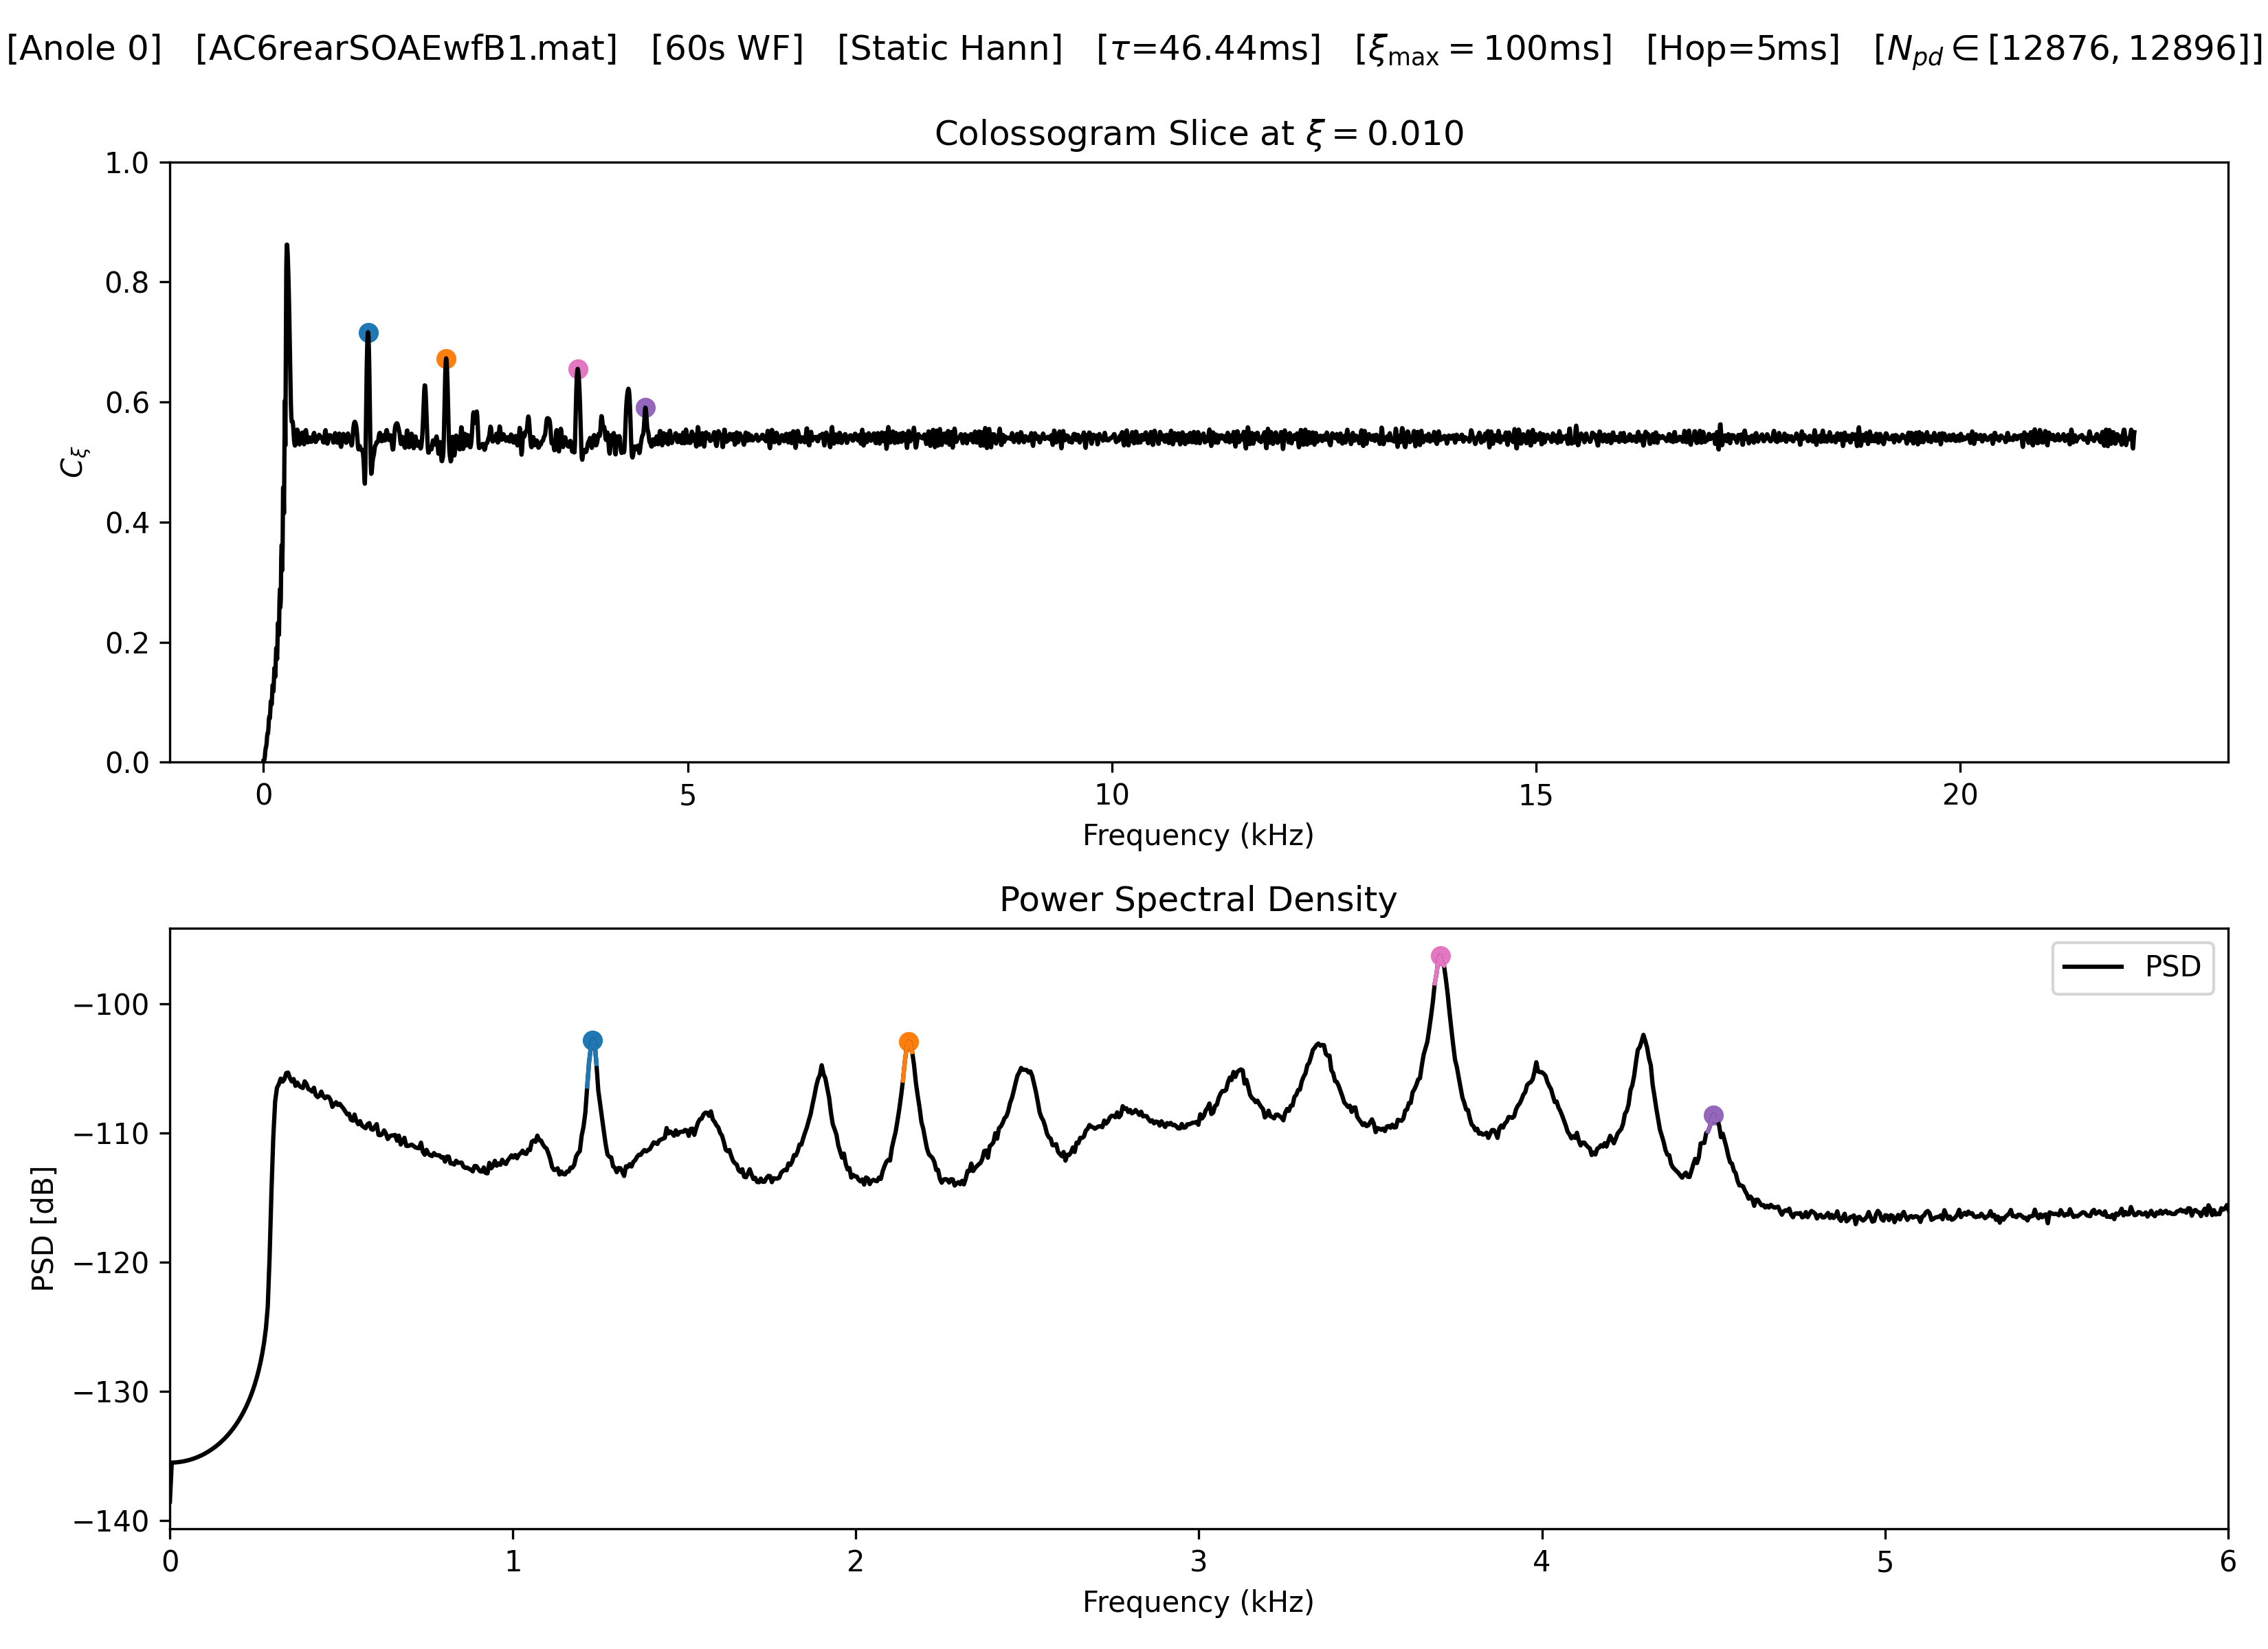 [Anole 0] [AC6rearSOAEwfB1.mat] [60s WF] [Static Hann] [τ=46.44ms] [ξmax = 100ms] [Hop=5ms] [Npd ∈ [12876, 12896]]
Colossogram Slice at ξ = 0.010
1.0
0.8
0.6
0.4
0.2
0.0
Cξ
0 5 10 15 20
Frequency (kHz)
Power Spectral Density
PSD
−100
−110
−120
−130
−140
PSD [dB]
0 1 2 3 4 5 6
Frequency (kHz)